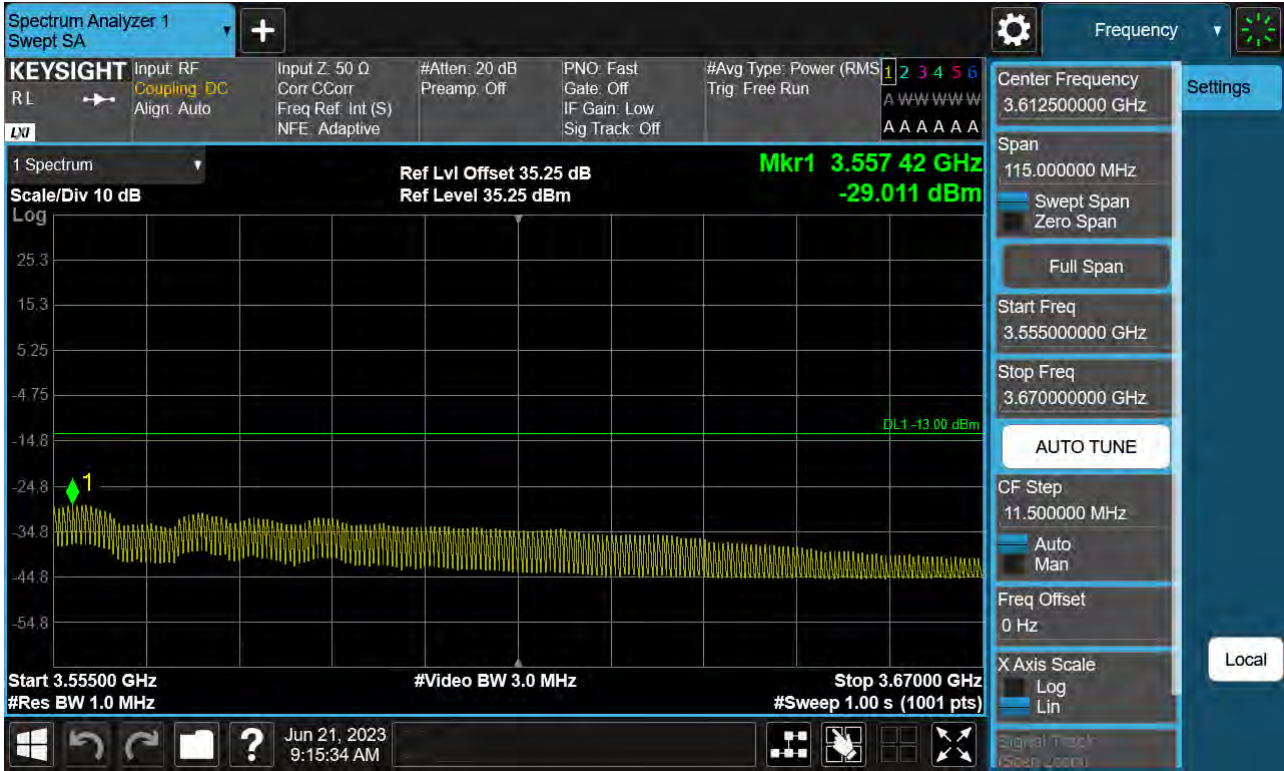 Spectrum Analyzer 1
Swept SA
+
Frequency
KEYSIGHT
RL
LXI
Input: RF
Coupling: DC
Align: Auto
Input Z: 50 Ω
Corr CCorr
Freq Ref: Int (S)
NFE: Adaptive
#Atten: 20 dB
Preamp: Off
PNO: Fast
Gate: Off
IF Gain: Low
Sig Track: Off
#Avg Type: Power (RMS
Trig: Free Run
1 2 3 4 5 6
A W W W W W
A A A A A A
1 Spectrum
Scale/Div 10 dB
Log
Ref Lvl Offset 35.25 dB
Ref Level 35.25 dBm
Mkr1 3.557 42 GHz
-29.011 dBm
25.3
15.3
5.25
-4.75
-14.8
-24.8
-34.8
-44.8
-54.8
DL1 -13.00 dBm
1
Start 3.55500 GHz
#Res BW 1.0 MHz
#Video BW 3.0 MHz
Stop 3.67000 GHz
#Sweep 1.00 s (1001 pts)
Center Frequency
3.612500000 GHz
Span
115.000000 MHz
Swept Span
Zero Span
Full Span
Start Freq
3.555000000 GHz
Stop Freq
3.670000000 GHz
AUTO TUNE
CF Step
11.500000 MHz
Auto
Man
Freq Offset
0 Hz
X Axis Scale
Log
Lin
Signal Track
(Span Zoom)
Settings
Local
?
Jun 21, 2023
9:15:34 AM